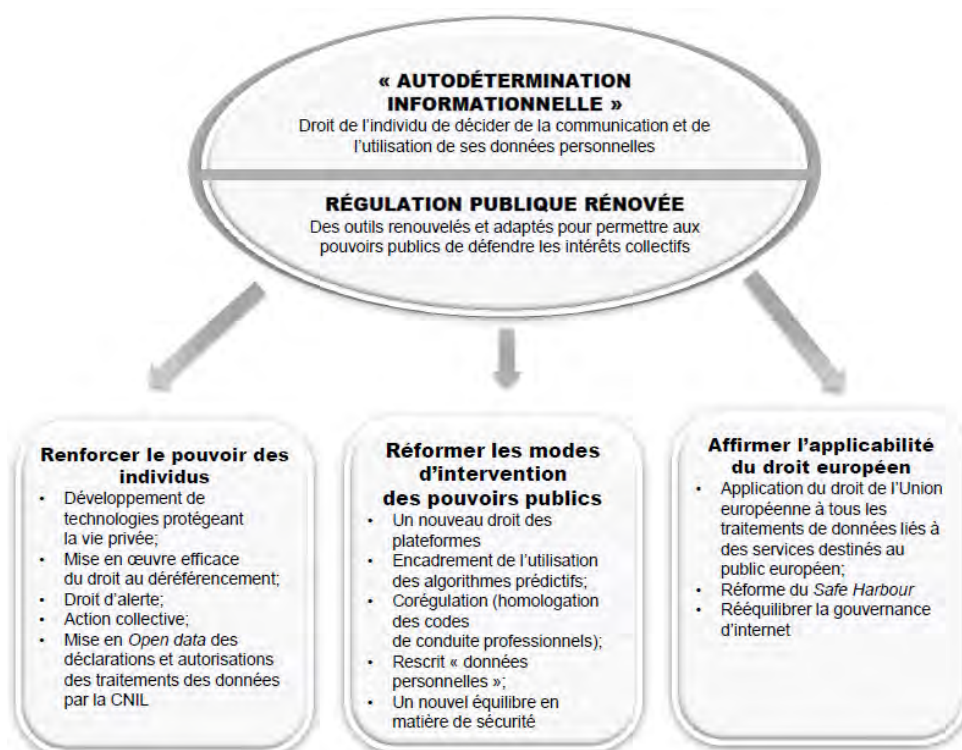 « AUTODÉTERMINATION
INFORMATIONNELLE »
Droit de l'individu de décider de la communication et de
l'utilisation de ses données personnelles
RÉGULATION PUBLIQUE RÉNOVÉE
Des outils renouvelés et adaptés pour permettre aux
pouvoirs publics de défendre les intérêts collectifs
Renforcer le pouvoir des
individus
• Développement de
technologies protégeant
la vie privée;
• Mise en œuvre efficace
du droit au déréférencement;
• Droit d'alerte;
• Action collective;
• Mise en Open data des
déclarations et autorisations
des traitements des données
par la CNIL
Réformer les modes
d'intervention
des pouvoirs publics
• Un nouveau droit des
plateformes
• Encadrement de l'utilisation
des algorithmes prédictifs;
• Corégulation (homologation
des codes
de conduite professionnels);
• Rescrit « données
personnelles »;
• Un nouvel équilibre en
matière de sécurité
Affirmer l'applicabilité
du droit européen
• Application du droit de l'Union
européenne à tous les
traitements de données liés à
des services destinés au
public européen;
• Réforme du Safe Harbour
• Rééquilibrer la gouvernance
d'internet